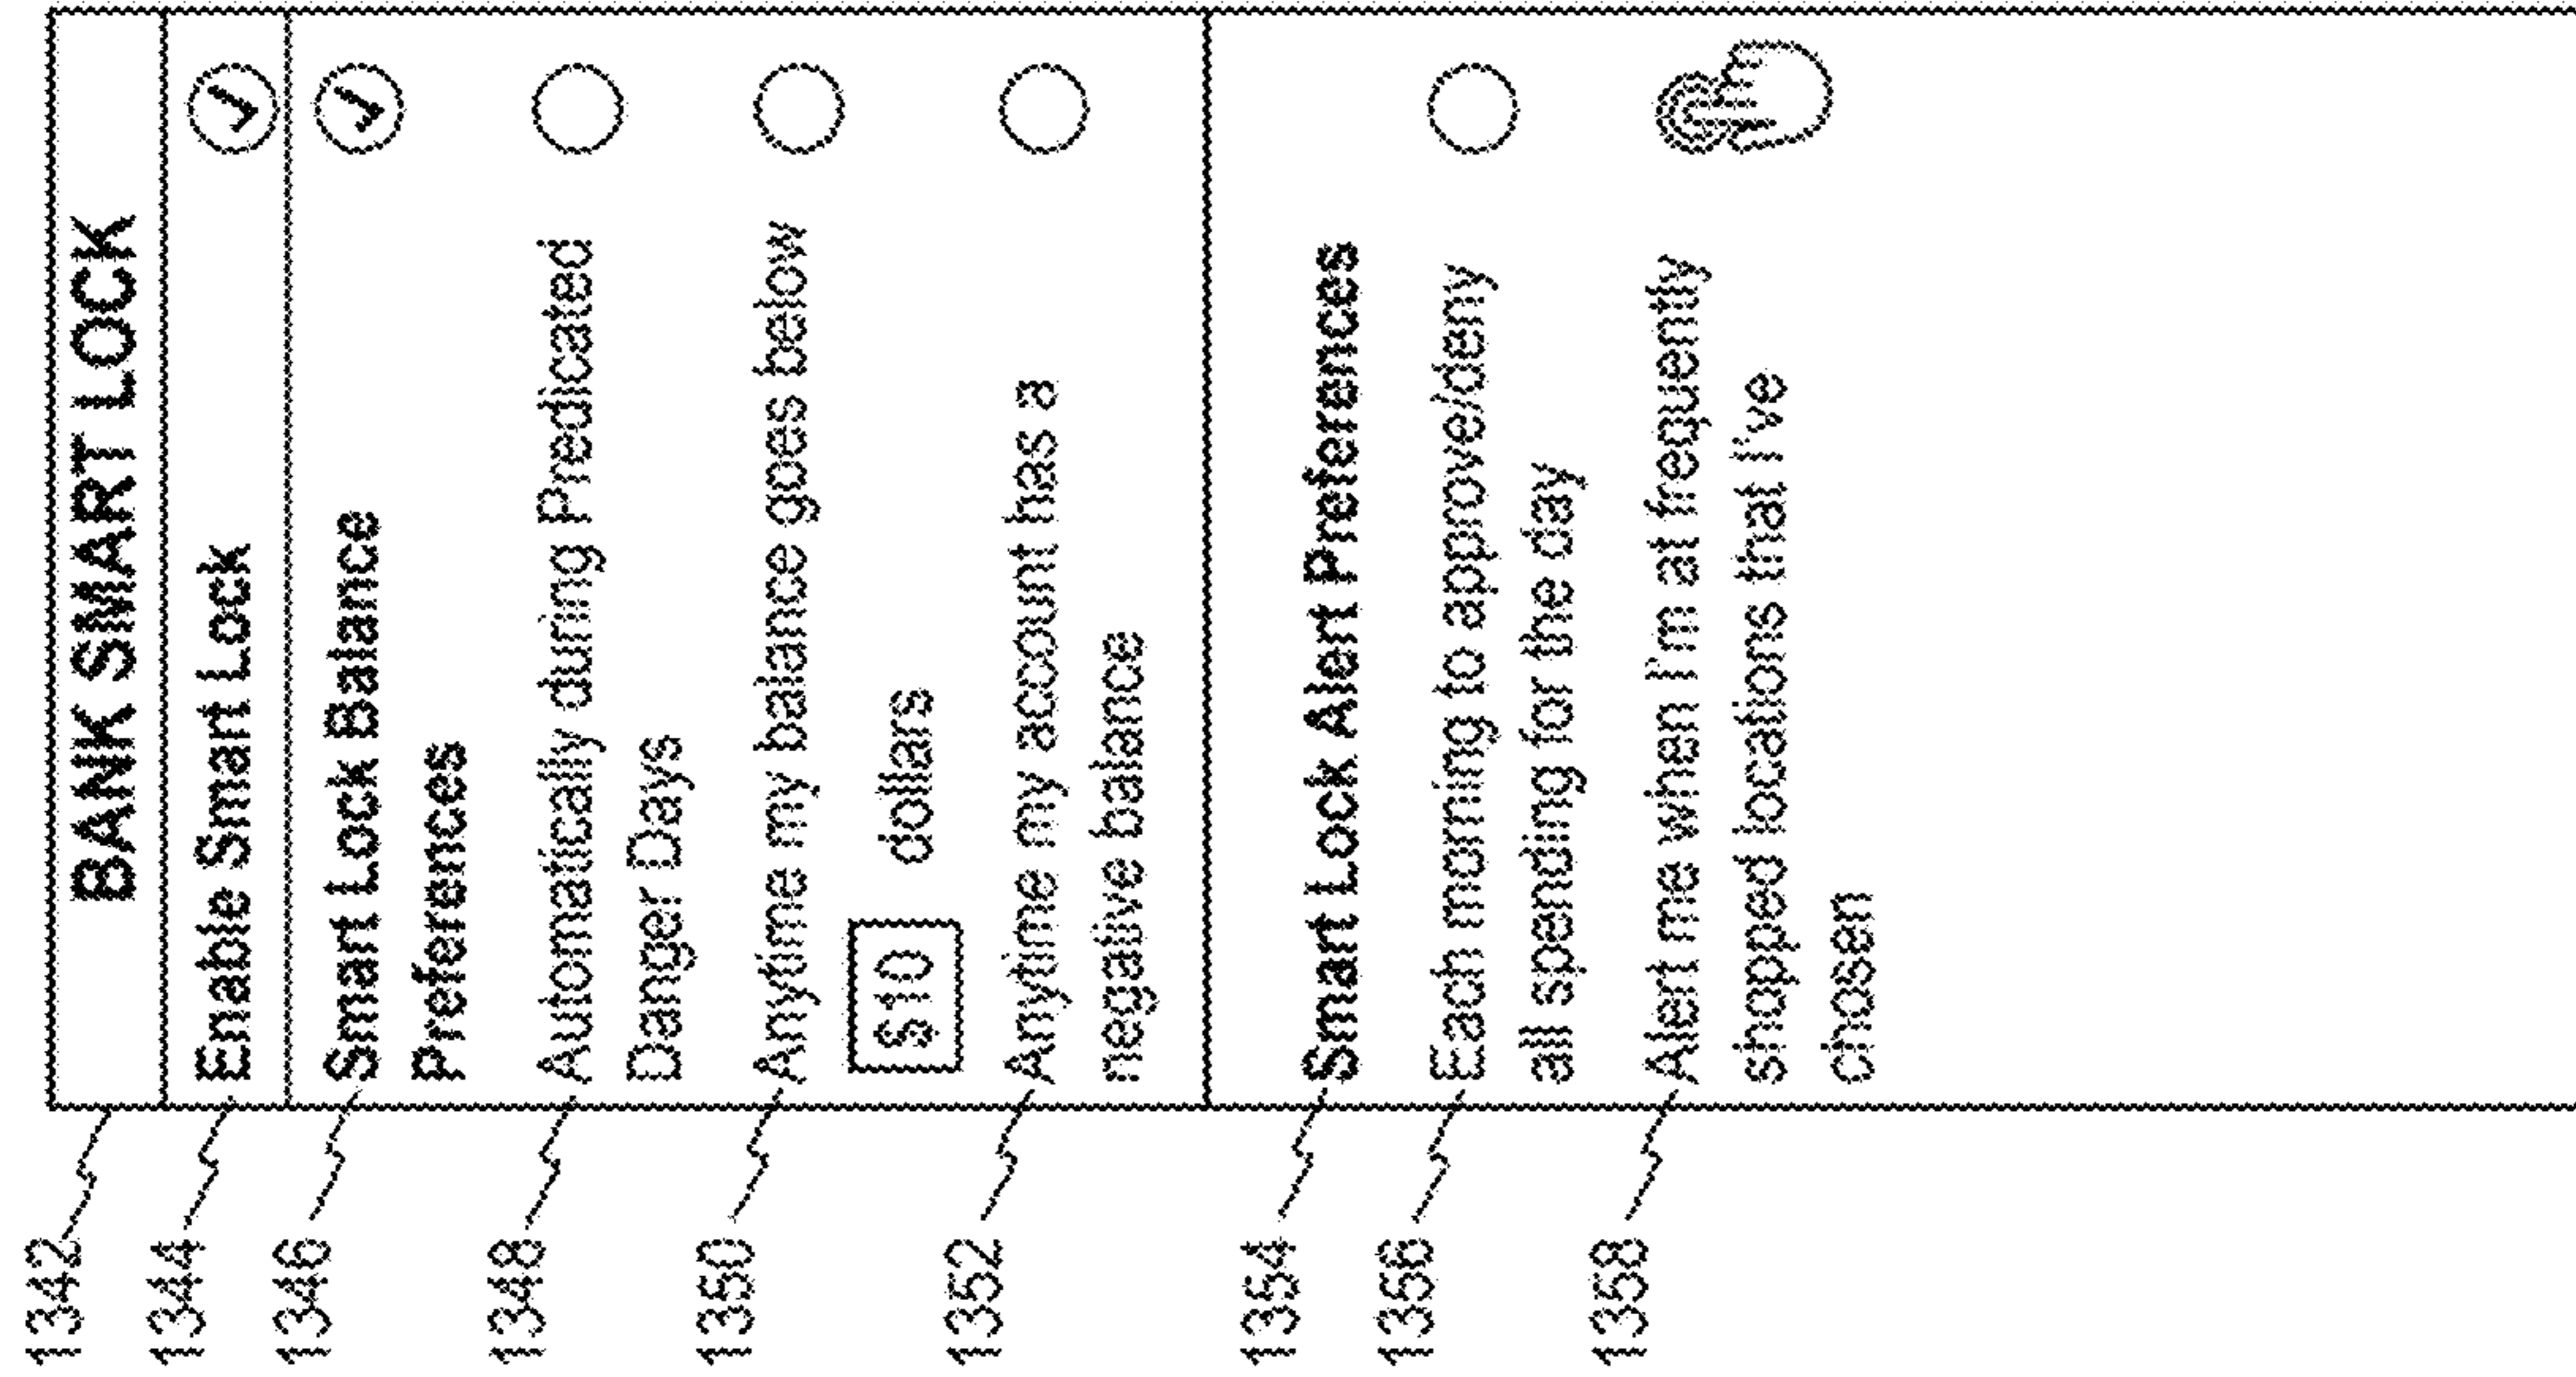 BANK SMART LOCK
1342
1344
Enable Smart Lock
1346
Smart Lock Balance
Preferences
1348
Automatically during Predicated
Danger Days
1350
Anytime my balance goes below
$10 dollars
1352
Anytime my account has a
negative balance
1354
Smart Lock Alert Preferences
1356
Each morning to approve/deny
all spending for the day
1358
Alert me when I'm at frequently
shopped locations that I've
chosen